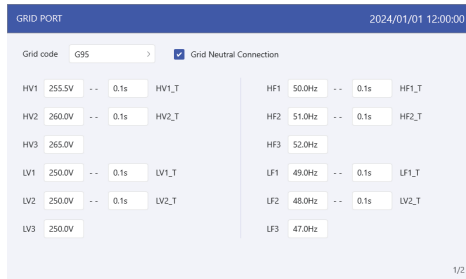 GRID PORT 2024/01/01 12:00:00
Grid code G95 > Grid Neutral Connection
HV1 255.5V -- 0.1s HV1_T HF1 50.0Hz -- 0.1s HF1_T
HV2 260.0V -- 0.1s HV2_T HF2 51.0Hz -- 0.1s HF2_T
HV3 265.0V HF3 52.0Hz
LV1 250.0V -- 0.1s LV1_T LF1 49.0Hz -- 0.1s LF1_T
LV2 250.0V -- 0.1s LV2_T LF2 48.0Hz -- 0.1s LV2_T
LV3 250.0V LF3 47.0Hz
1/2